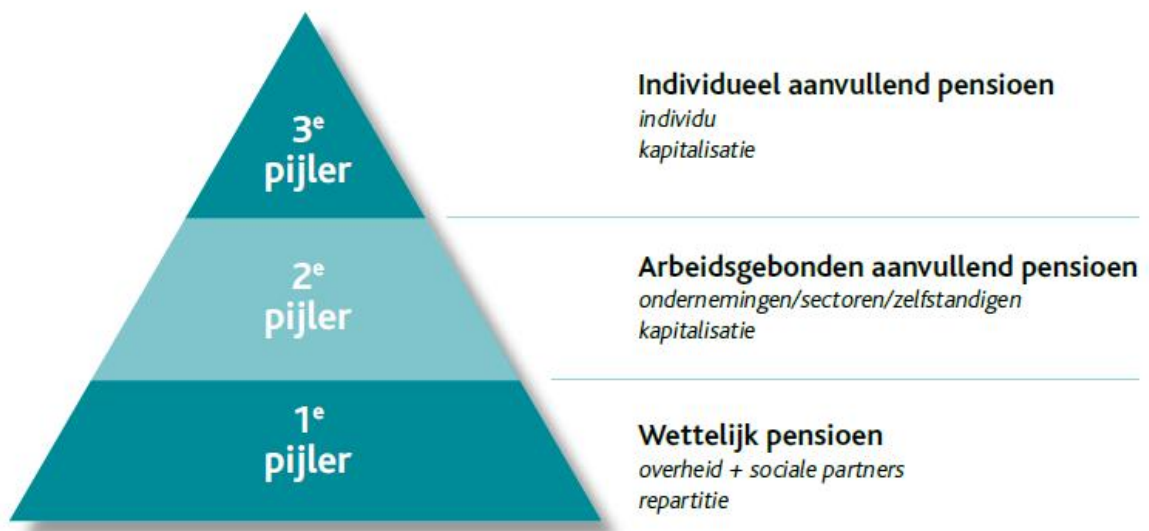 3e
pijler
Individueel aanvullend pensioen
individu
kapitalisatie
2e
pijler
Arbeidsgebonden aanvullend pensioen
ondernemingen/sectoren/zelfstandigen
kapitalisatie
1e
pijler
Wettelijk pensioen
overheid + sociale partners
repartitie